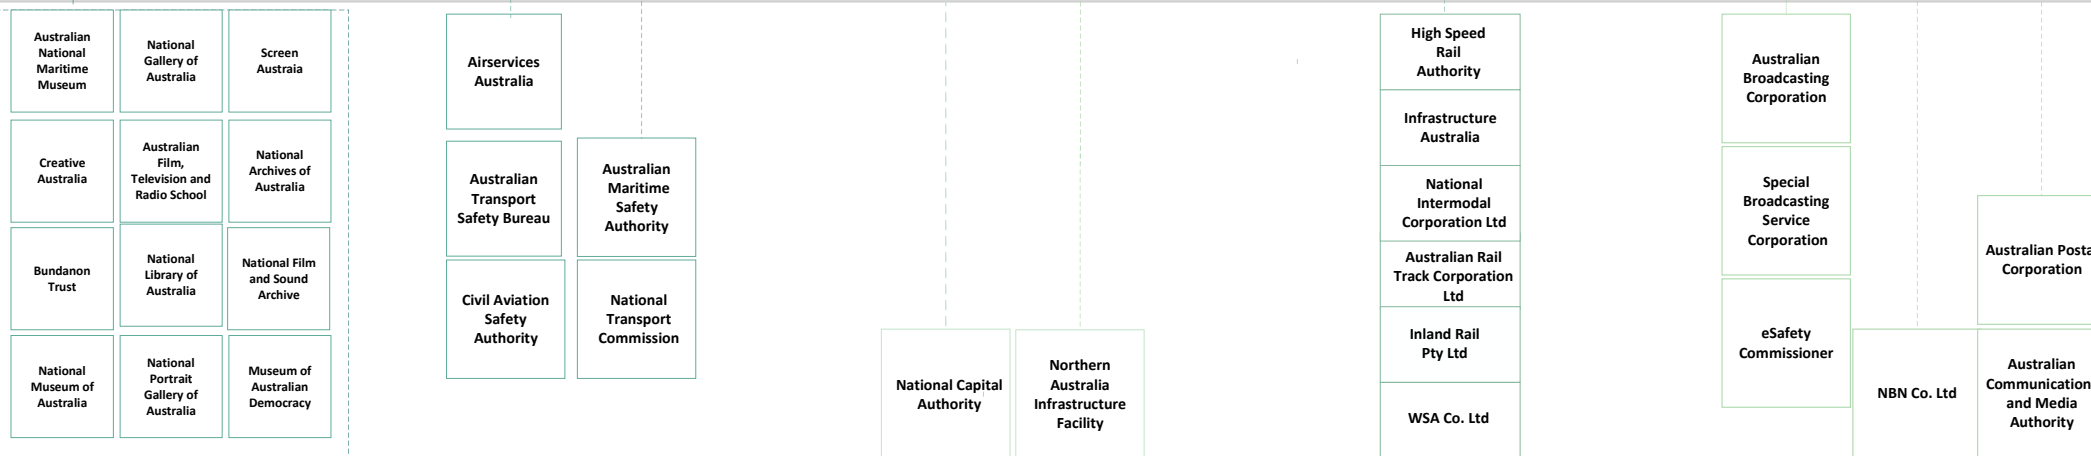 Australian
National
Maritime
Museum
National
Gallery of
Australia
Screen
Austraia
Creative
Australia
Australian
Film,
Television and
Radio School
National
Archives of
Australia
Bundanon
Trust
National
Library of
Australia
National Film
and Sound
Archive
National
Museum of
Australia
National
Portrait
Gallery of
Australia
Museum of
Australian
Democracy
Airservices
Australia
Australian
Transport
Safety Bureau
Australian
Maritime
Safety
Authority
Civil Aviation
Safety
Authority
National
Transport
Commission
National Capital
Authority
Northern
Australia
Infrastructure
Facility
High Speed
Rail
Authority
Infrastructure
Australia
National
Intermodal
Corporation Ltd
Australian Rail
Track Corporation
Ltd
Inland Rail
Pty Ltd
WSA Co. Ltd
Australian
Broadcasting
Corporation
Special
Broadcasting
Service
Corporation
eSafety
Commissioner
NBN Co. Ltd
Australian Posta
Corporation
Australian
Communication
and Media
Authority